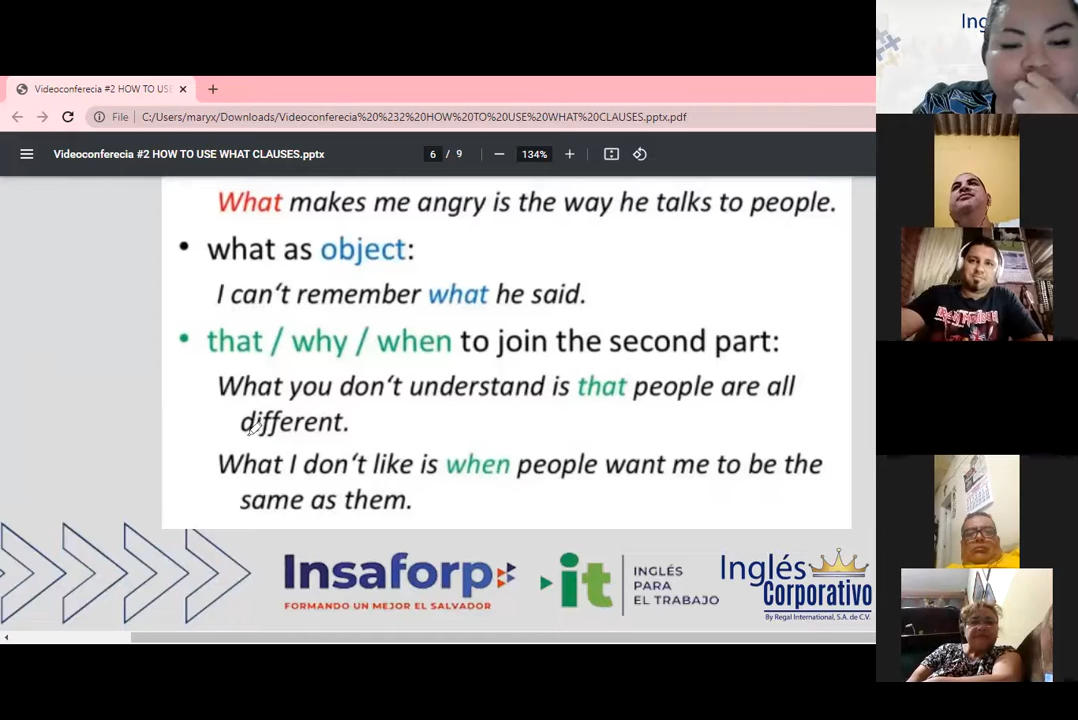 Videoconferecia #2 HOW TO USE
File C:/Users/maryx/Downloads/Videoconferecia%20%232%20HOW%20TO%20USE%20WHAT%20CLAUSES.pptx.pdf
Videoconferecia #2 HOW TO USE WHAT CLAUSES.pptx
6 / 9
134%
What makes me angry is the way he talks to people.
• what as object:
I can't remember what he said.
• that / why / when to join the second part:
What you don't understand is that people are all
different.
What I don't like is when people want me to be the
same as them.
Insaforp
FORMANDO UN MEJOR EL SALVADOR
it
INGLÉS
PARA
EL TRABAJO
Inglés
Corporativo
By Regal International, S.A. de C.V.
Ing